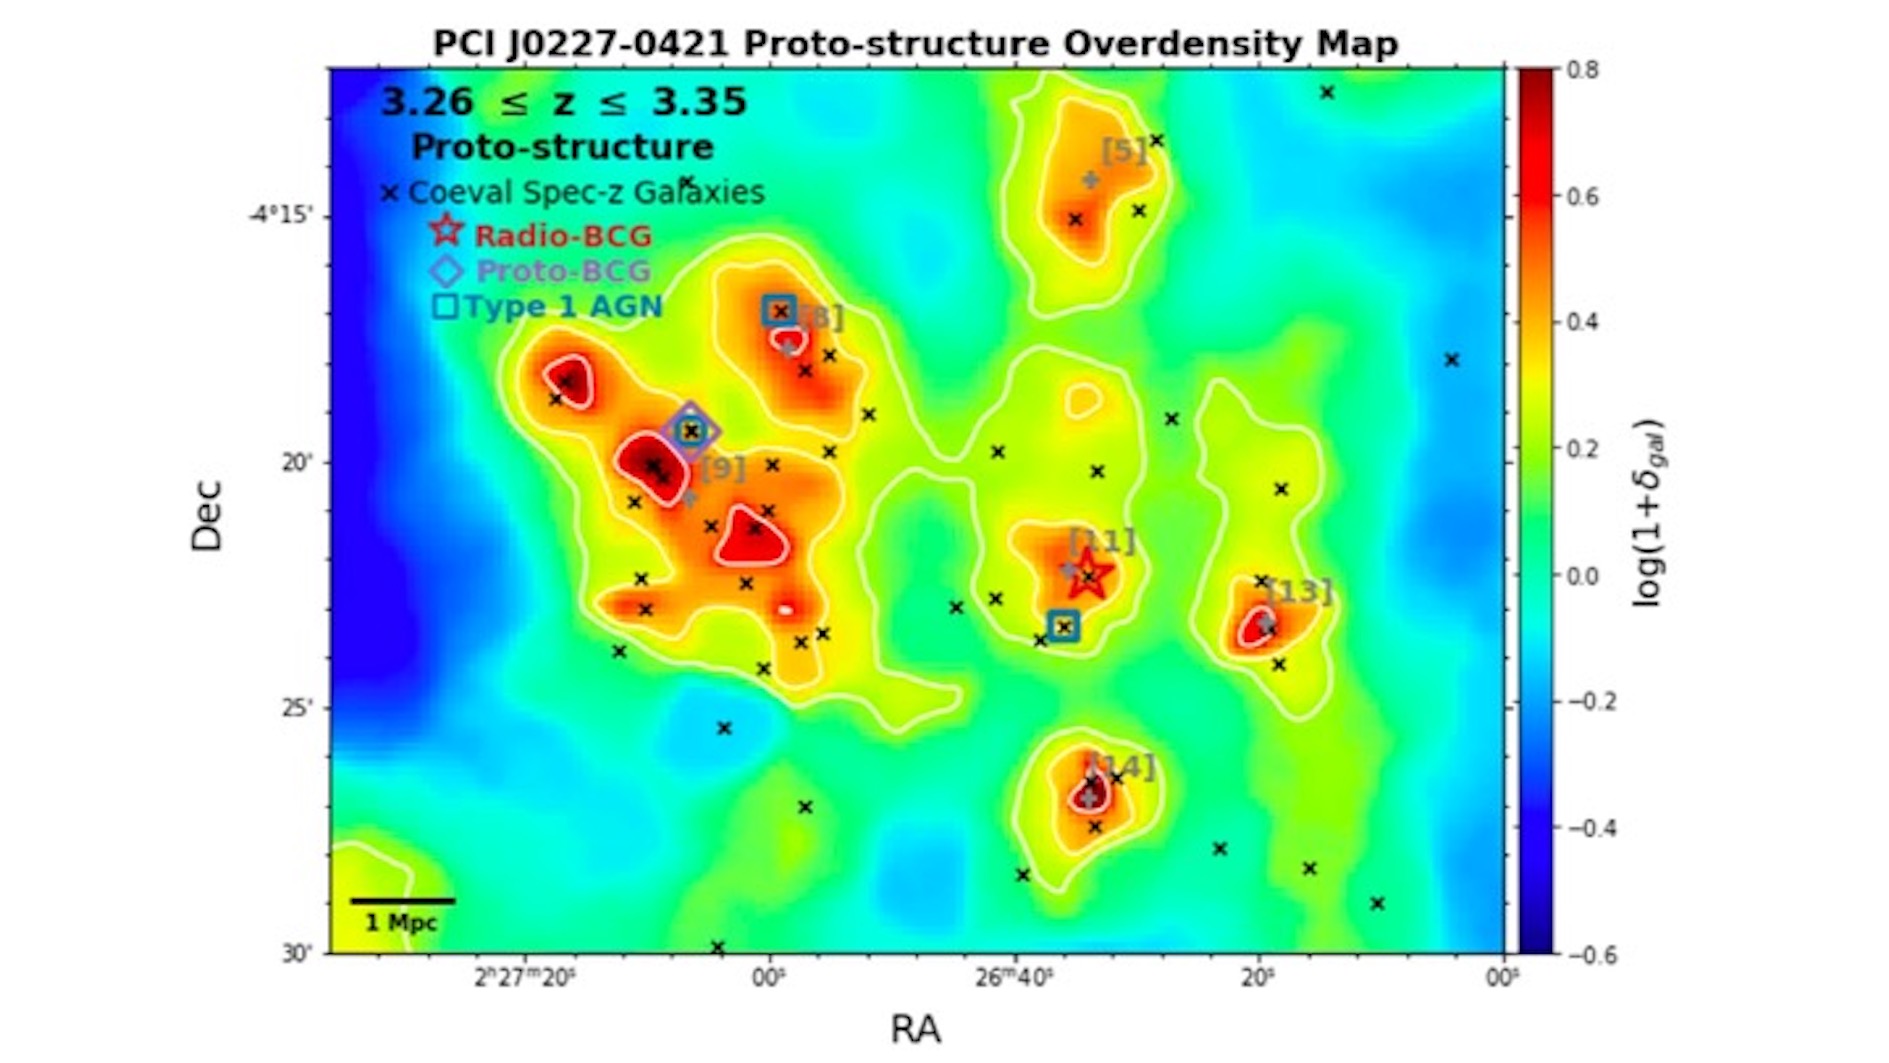 PCI J0227-0421 Proto-structure Overdensity Map
3.26 ≤ z ≤ 3.35
Proto-structure
× Coeval Spec-z Galaxies
Radio-BCG
Proto-BCG
Type 1 AGN
[5]
[8]
[9]
[11]
[13]
[14]
1 Mpc
-4°15'
20'
25'
30'
Dec
2ʰ27ᵐ20ˢ
00ˢ
26ᵐ40ˢ
20ˢ
00ˢ
RA
0.8
0.6
0.4
0.2
0.0
−0.2
−0.4
−0.6
log(1+δgal)